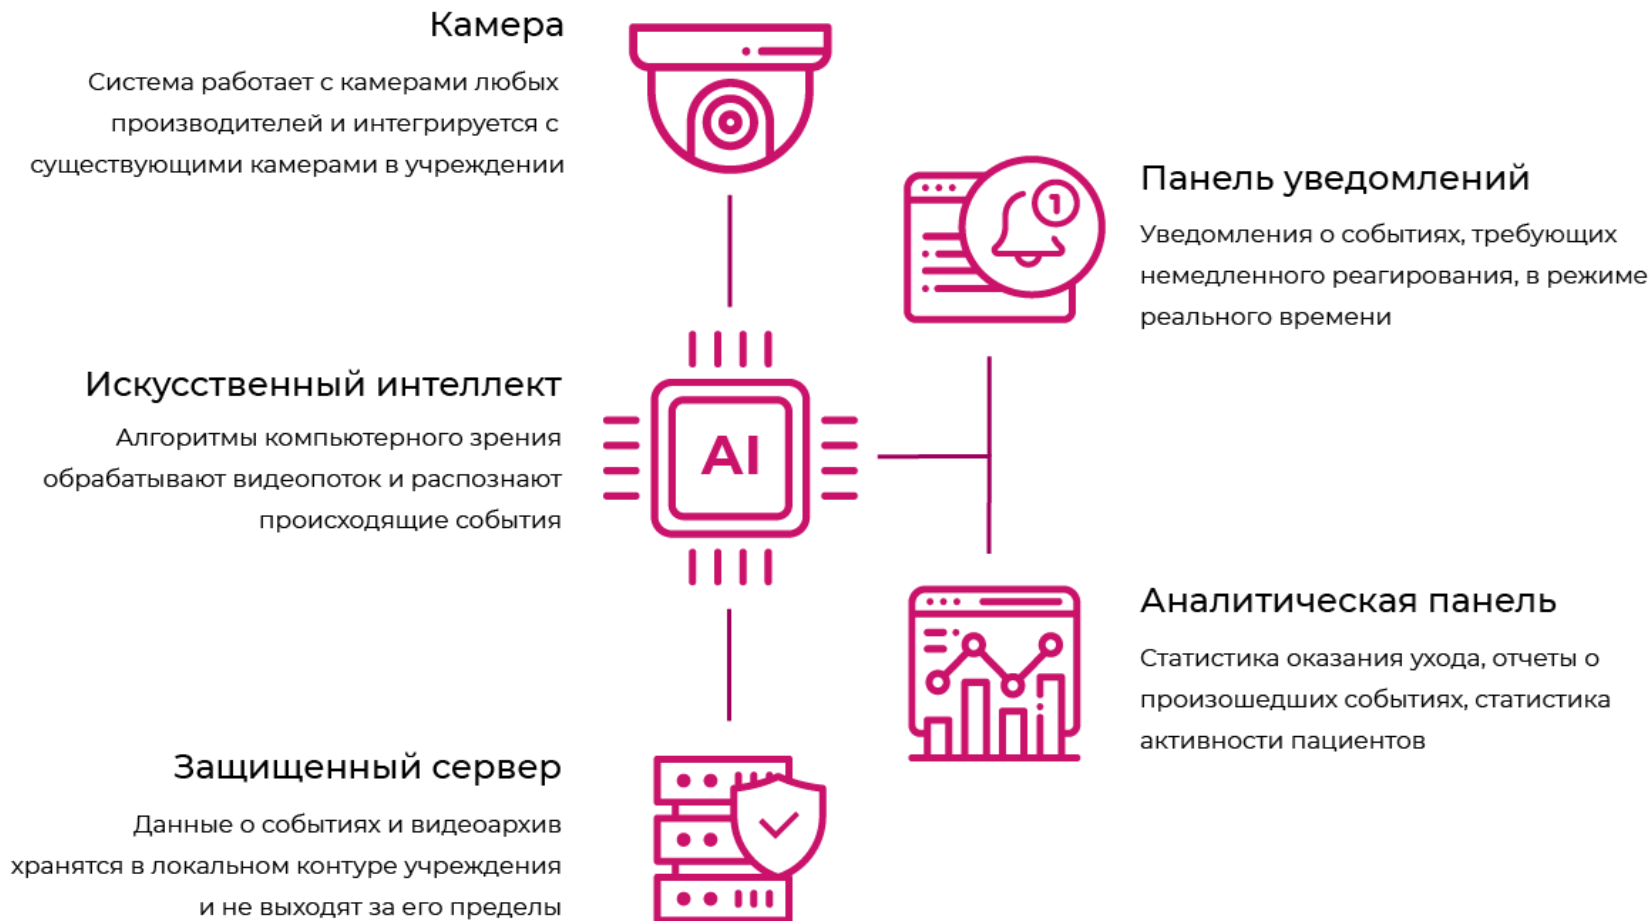 Камера
Система работает с камерами любых
производителей и интегрируется с
существующими камерами в учреждении
Панель уведомлений
Уведомления о событиях, требующих
немедленного реагирования, в режиме
реального времени
1
Искусственный интеллект
Алгоритмы компьютерного зрения
обрабатывают видеопоток и распознают
происходящие события
AI
Аналитическая панель
Статистика оказания ухода, отчеты о
произошедших событиях, статистика
активности пациентов
Защищенный сервер
Данные о событиях и видеоархив
хранятся в локальном контуре учреждения
и не выходят за его пределы